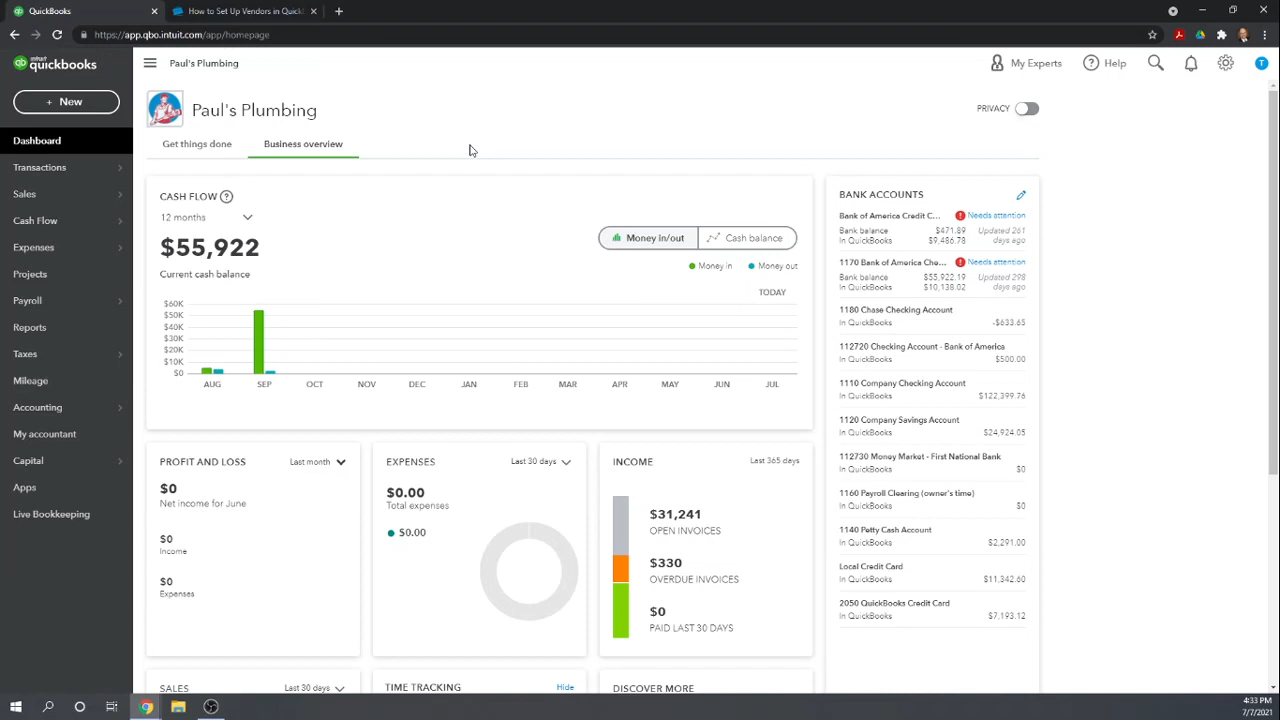 QuickBooks
How to Set Up Vendors in Quick
https://app.qbo.intuit.com/app/homepage
intuit
quickbooks
Paul's Plumbing
My Experts
Help
T
+ New
Dashboard
Transactions
Sales
Cash Flow
Expenses
Projects
Payroll
Reports
Taxes
Mileage
Accounting
My accountant
Capital
Apps
Live Bookkeeping
Paul's Plumbing
PRIVACY
Get things done
Business overview
CASH FLOW
12 months
$55,922
Current cash balance
Money in/out
Cash balance
Money in
Money out
TODAY
$60K
$50K
$40K
$30K
$20K
$10K
$0
AUG SEP OCT NOV DEC JAN FEB MAR APR MAY JUN JUL
BANK ACCOUNTS
Bank of America Credit C... Needs attention
Bank balance $471.89 Updated 261
In QuickBooks $9,486.78 days ago
1170 Bank of America Che... Needs attention
Bank balance $55,922.19 Updated 298
In QuickBooks $10,138.02 days ago
1180 Chase Checking Account
In QuickBooks -$633.65
112720 Checking Account - Bank of America
In QuickBooks $500.00
1110 Company Checking Account
In QuickBooks $122,399.76
1120 Company Savings Account
In QuickBooks $24,924.05
112730 Money Market - First National Bank
In QuickBooks $0
1160 Payroll Clearing (owner's time)
In QuickBooks $0
1140 Petty Cash Account
In QuickBooks $2,291.00
Local Credit Card
In QuickBooks $11,342.60
2050 QuickBooks Credit Card
In QuickBooks $7,193.12
PROFIT AND LOSS Last month
$0
Net income for June
$0
Income
$0
Expenses
EXPENSES Last 30 days
$0.00
Total expenses
$0.00
INCOME Last 365 days
$31,241
OPEN INVOICES
$330
OVERDUE INVOICES
$0
PAID LAST 30 DAYS
SALES Last 30 days
TIME TRACKING Hide
DISCOVER MORE
4:33 PM
7/7/2021